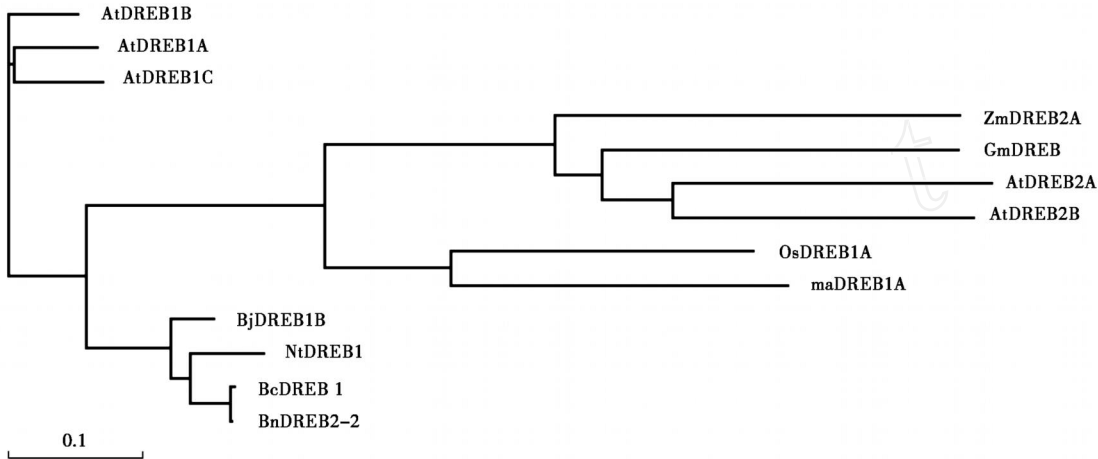 AtDREB1B
AtDREB1A
AtDREB1C
ZmDREB2A
GmDREB
AtDREB2A
AtDREB2B
OsDREB1A
maDREB1A
BjDREB1B
NtDREB1
BcDREB 1
BnDREB2-2
0.1